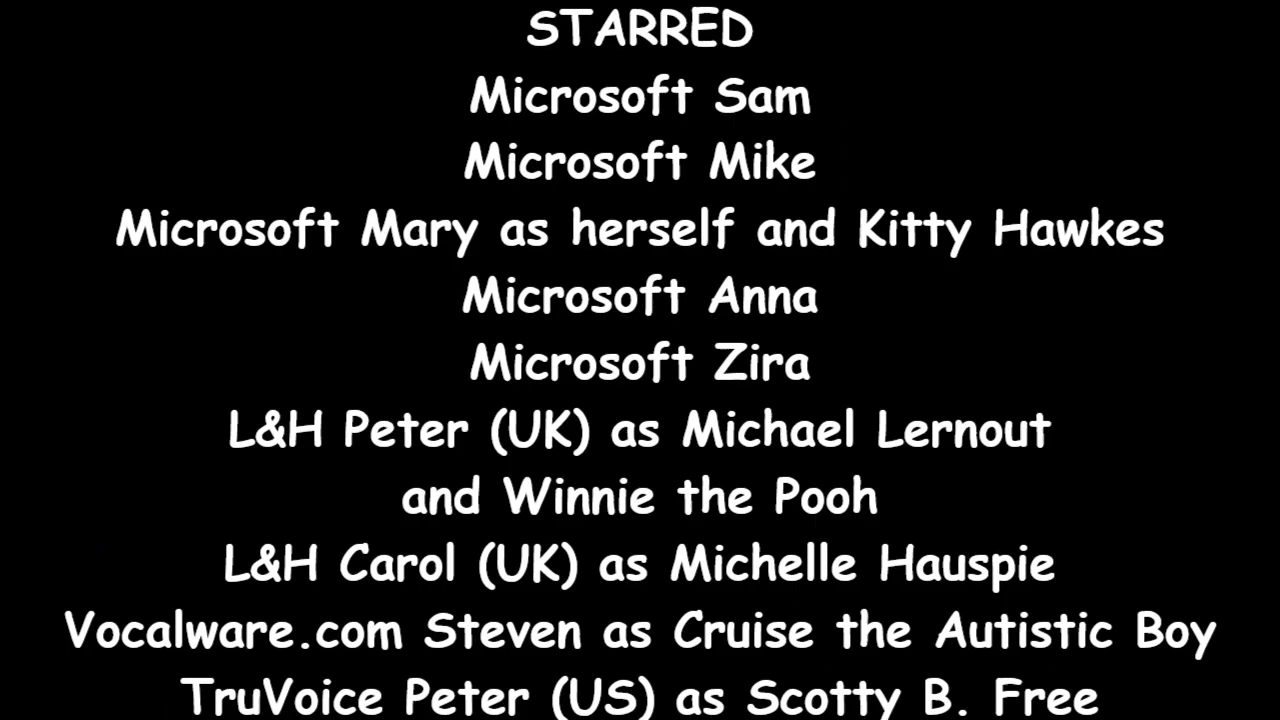 STARRED
Microsoft Sam
Microsoft Mike
Microsoft Mary as herself and Kitty Hawkes
Microsoft Anna
Microsoft Zira
L&H Peter (UK) as Michael Lernout
and Winnie the Pooh
L&H Carol (UK) as Michelle Hauspie
Vocalware.com Steven as Cruise the Autistic Boy
TruVoice Peter (US) as Scotty B. Free